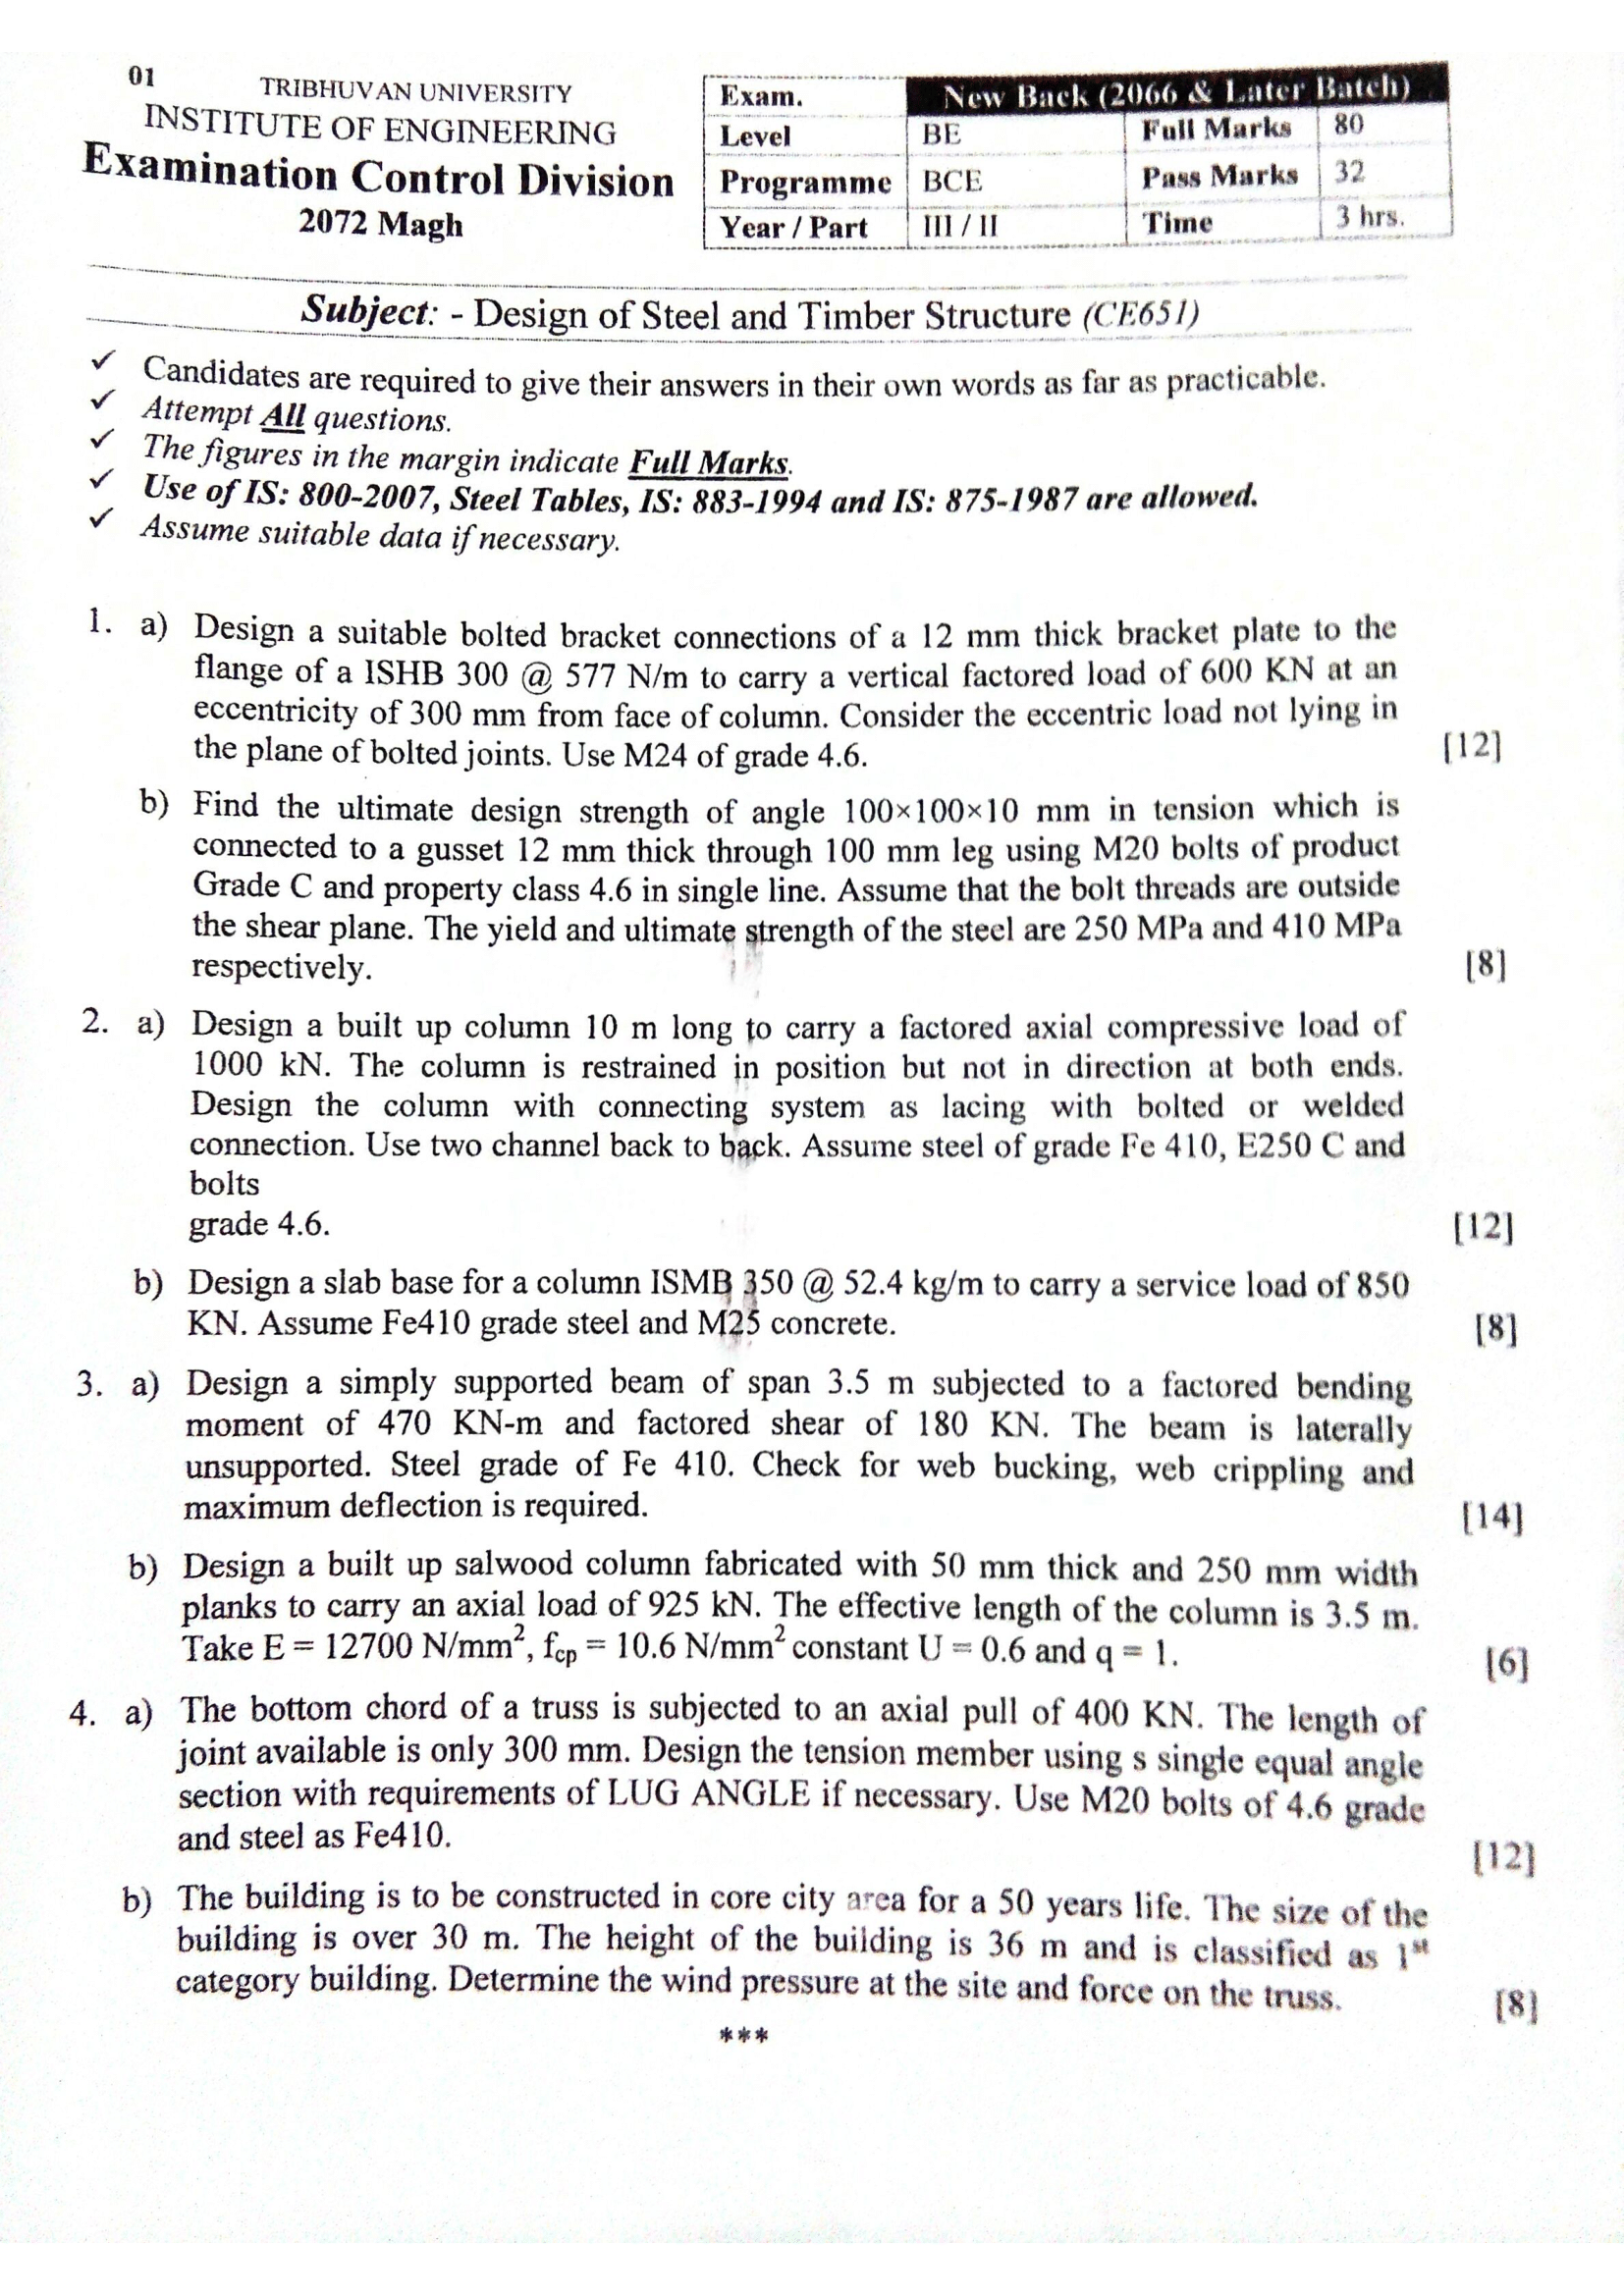 01
TRIBHUVAN UNIVERSITY
INSTITUTE OF ENGINEERING
Examination Control Division
2072 Magh
Exam. New Back (2066 & Later Batch)
Level BE Full Marks 80
Programme BCE Pass Marks 32
Year / Part III / II Time 3 hrs.
Subject: - Design of Steel and Timber Structure (CE651)
✓ Candidates are required to give their answers in their own words as far as practicable.
✓ Attempt All questions.
✓ The figures in the margin indicate Full Marks.
✓ Use of IS: 800-2007, Steel Tables, IS: 883-1994 and IS: 875-1987 are allowed.
✓ Assume suitable data if necessary.
1. a) Design a suitable bolted bracket connections of a 12 mm thick bracket plate to the
flange of a ISHB 300 @ 577 N/m to carry a vertical factored load of 600 KN at an
eccentricity of 300 mm from face of column. Consider the eccentric load not lying in
the plane of bolted joints. Use M24 of grade 4.6. [12]
b) Find the ultimate design strength of angle 100×100×10 mm in tension which is
connected to a gusset 12 mm thick through 100 mm leg using M20 bolts of product
Grade C and property class 4.6 in single line. Assume that the bolt threads are outside
the shear plane. The yield and ultimate strength of the steel are 250 MPa and 410 MPa
respectively. [8]
2. a) Design a built up column 10 m long to carry a factored axial compressive load of
1000 kN. The column is restrained in position but not in direction at both ends.
Design the column with connecting system as lacing with bolted or welded
connection. Use two channel back to back. Assume steel of grade Fe 410, E250 C and
bolts
grade 4.6. [12]
b) Design a slab base for a column ISMB 350 @ 52.4 kg/m to carry a service load of 850
KN. Assume Fe410 grade steel and M25 concrete. [8]
3. a) Design a simply supported beam of span 3.5 m subjected to a factored bending
moment of 470 KN-m and factored shear of 180 KN. The beam is laterally
unsupported. Steel grade of Fe 410. Check for web bucking, web crippling and
maximum deflection is required. [14]
b) Design a built up salwood column fabricated with 50 mm thick and 250 mm width
planks to carry an axial load of 925 kN. The effective length of the column is 3.5 m.
Take E = 12700 N/mm², fcp = 10.6 N/mm² constant U = 0.6 and q = 1. [6]
4. a) The bottom chord of a truss is subjected to an axial pull of 400 KN. The length of
joint available is only 300 mm. Design the tension member using s single equal angle
section with requirements of LUG ANGLE if necessary. Use M20 bolts of 4.6 grade
and steel as Fe410. [12]
b) The building is to be constructed in core city area for a 50 years life. The size of the
building is over 30 m. The height of the building is 36 m and is classified as 1st
category building. Determine the wind pressure at the site and force on the truss. [8]
***